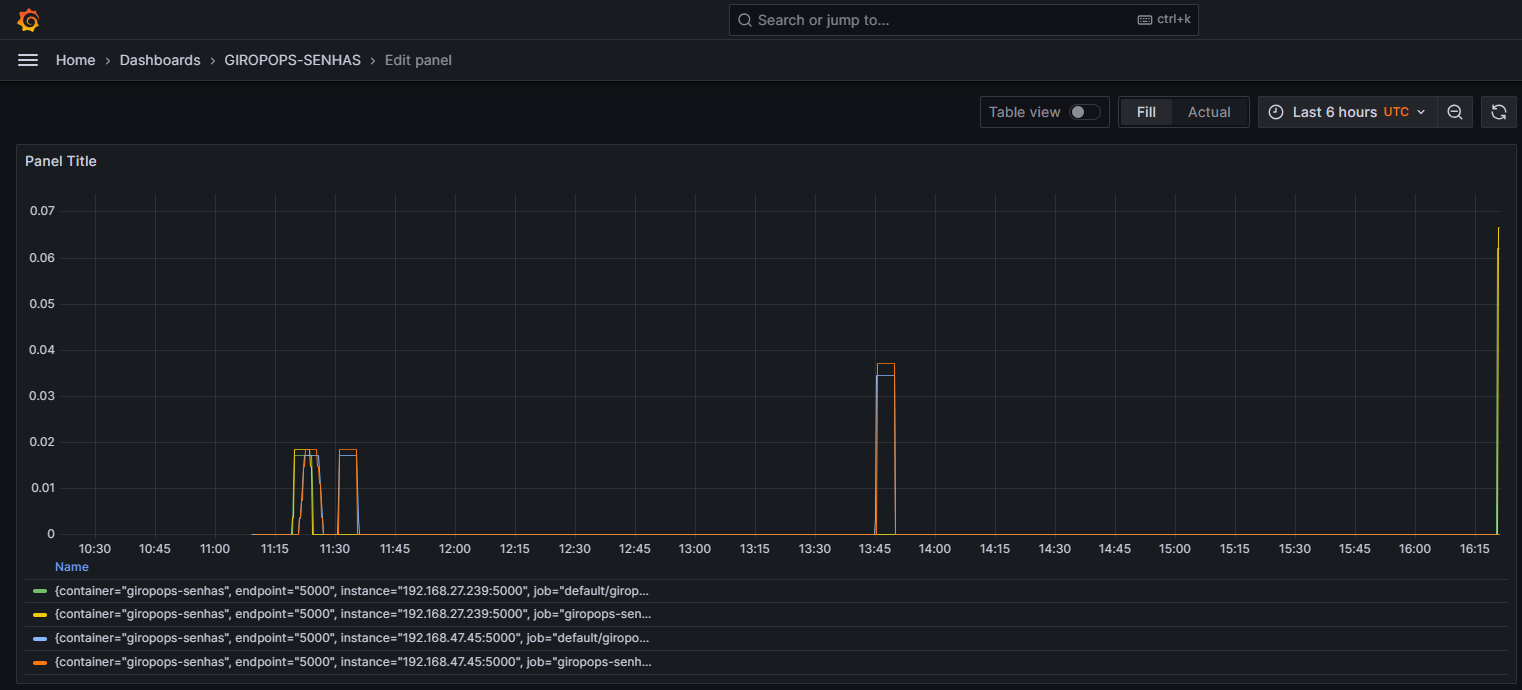 Search or jump to... ctrl+k
Home › Dashboards › GIROPOPS-SENHAS › Edit panel
Table view Fill Actual Last 6 hours UTC
Panel Title
0.07
0.06
0.05
0.04
0.03
0.02
0.01
0
10:30 10:45 11:00 11:15 11:30 11:45 12:00 12:15 12:30 12:45 13:00 13:15 13:30 13:45 14:00 14:15 14:30 14:45 15:00 15:15 15:30 15:45 16:00 16:15
Name
{container="giropops-senhas", endpoint="5000", instance="192.168.27.239:5000", job="default/girop...
{container="giropops-senhas", endpoint="5000", instance="192.168.27.239:5000", job="giropops-sen...
{container="giropops-senhas", endpoint="5000", instance="192.168.47.45:5000", job="default/giropo...
{container="giropops-senhas", endpoint="5000", instance="192.168.47.45:5000", job="giropops-senh...